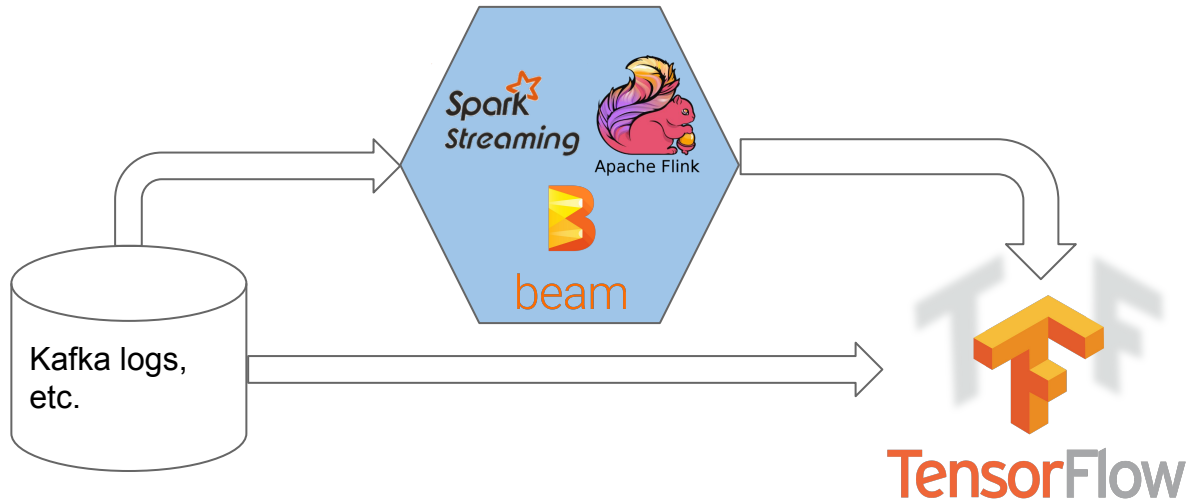 Spark
Streaming
Apache Flink
beam
Kafka logs,
etc.
TensorFlow